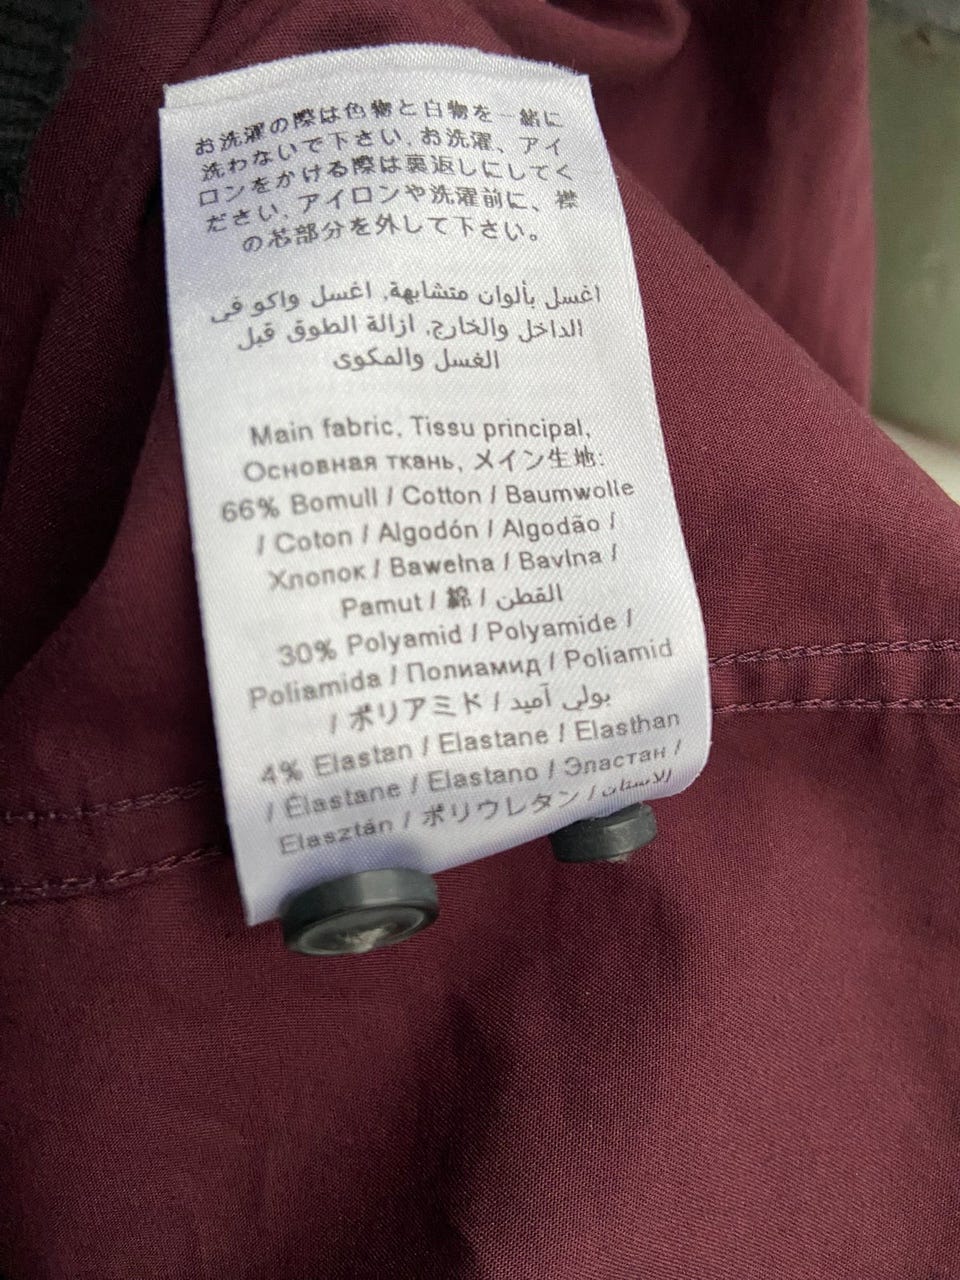 お洗濯の際は色物と白物を一緒に
洗わないで下さい. お洗濯、アイ
ロンをかける際は裏返しにしてく
ださい. アイロンや洗濯前に、襟
の芯部分を外して下さい。
اغسل بألوان متشابهة. اغسل واكو في
الداخل والخارج. ازالة الطوق قبل
الغسل والمكوى
Main fabric, Tissu principal,
Основная ткань, メイン生地:
66% Bomull / Cotton / Baumwolle
/ Coton / Algodón / Algodão /
Хлопок / Bawełna / Bavlna /
Pamut / 綿 / القطن
30% Polyamid / Polyamide /
Poliamida / Полиамид / Poliamid
/ ポリアミド / بولى آميد
4% Elastan / Elastane / Elasthan
/ Élastane / Elastano / Эластан /
Elasztán / ポリウレタン / الاستان